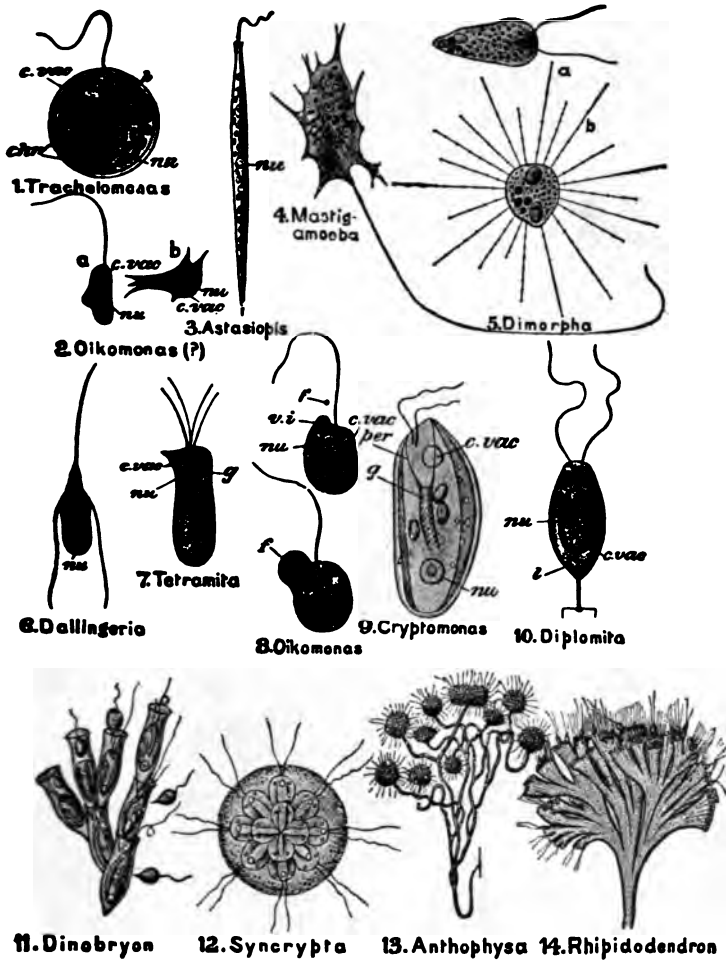 c.vac
l
chr
nu
1. Trachelomonas
nu
3. Astasiopis
4. Mastig-
amoeba
a
b
5. Dimorpha
a
c.vac
nu
b
nu
c.vac
2. Oikomonas (?)
nu
6. Dallingeria
c.vac
nu
g
7. Tetramita
f
v.i
nu
c.vac
f
8. Oikomonas
c.vac
per
g
nu
9. Cryptomonas
nu
c.vac
l
10. Diplomita
11. Dinobryon
12. Syncrypta
13. Anthophysa
14. Rhipidodendron